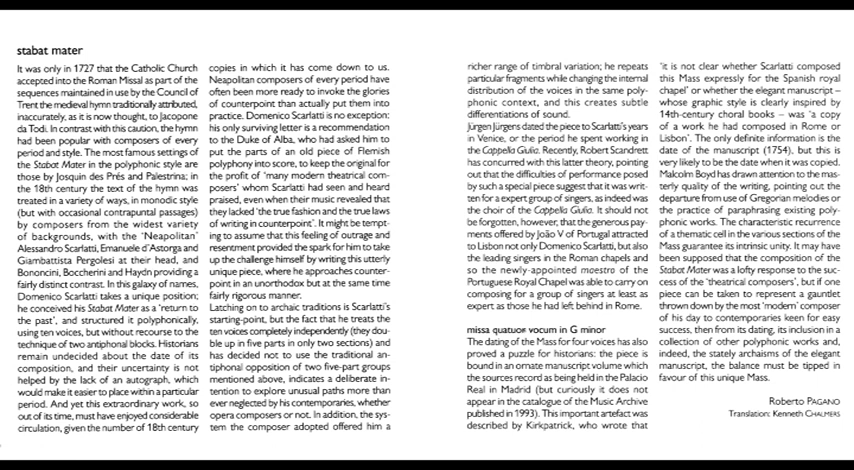 stabat mater
It was only in 1727 that the Catholic Church
accepted into the Roman Missal as part of the
sequences maintained in use by the Council of
Trent the medieval hymn traditionally attributed,
inaccurately, as it is now thought, to Jacopone
da Todi. In contrast with this caution, the hymn
had been popular with composers of every
period and style. The most famous settings of
the Stabat Mater in the polyphonic style are
those by Josquin des Prés and Palestrina; in
the 18th century the text of the hymn was
treated in a variety of ways, in monodic style
(but with occasional contrapuntal passages)
by composers from the widest variety
of backgrounds, with the 'Neapolitan'
Alessandro Scarlatti, Emanuele d'Astorga and
Giambattista Pergolesi at their head, and
Bononcini, Boccherini and Haydn providing a
fairly distinct contrast. In this galaxy of names,
Domenico Scarlatti takes a unique position;
he conceived his Stabat Mater as a 'return to
the past', and structured it polyphonically,
using ten voices, but without recourse to the
technique of two antiphonal blocks. Historians
remain undecided about the date of its
composition, and their uncertainty is not
helped by the lack of an autograph, which
would make it easier to place within a particular
period. And yet this extraordinary work, so
out of its time, must have enjoyed considerable
circulation, given the number of 18th century
copies in which it has come down to us.
Neapolitan composers of every period have
often been more ready to invoke the glories
of counterpoint than actually put them into
practice. Domenico Scarlatti is no exception:
his only surviving letter is a recommendation
to the Duke of Alba, who had asked him to
put the parts of an old piece of Flemish
polyphony into score, to keep the original for
the profit of 'many modern theatrical com-
posers' whom Scarlatti had seen and heard
praised, even when their music revealed that
they lacked 'the true fashion and the true laws
of writing in counterpoint'. It might be tempt-
ing to assume that this feeling of outrage and
resentment provided the spark for him to take
up the challenge himself by writing this utterly
unique piece, where he approaches counter-
point in an unorthodox but at the same time
fairly rigorous manner.
Latching on to archaic traditions is Scarlatti's
starting-point, but the fact that he treats the
ten voices completely independently (they dou-
ble up in five parts in only two sections) and
has decided not to use the traditional an-
tiphonal opposition of two five-part groups
mentioned above, indicates a deliberate in-
tention to explore unusual paths more than
ever neglected by his contemporaries, whether
opera composers or not. In addition, the sys-
tem the composer adopted offered him a
richer range of timbral variation; he repeats
particular fragments while changing the internal
distribution of the voices in the same poly-
phonic context, and this creates subtle
differentiations of sound.
Jürgen Jürgens dated the piece to Scarlatti's years
in Venice, or the period he spent working in
the Cappella Giulia. Recently, Robert Scandrett
has concurred with this latter theory, pointing
out that the difficulties of performance posed
by such a special piece suggest that it was writ-
ten for a expert group of singers, as indeed was
the choir of the Cappella Giulia. It should not
be forgotten, however, that the generous pay-
ments offered by João V of Portugal attracted
to Lisbon not only Domenico Scarlatti, but also
the leading singers in the Roman chapels and
so the newly-appointed maestro of the
Portuguese Royal Chapel was able to carry on
composing for a group of singers at least as
expert as those he had left behind in Rome.
missa quatuor vocum in G minor
The dating of the Mass for four voices has also
proved a puzzle for historians: the piece is
bound in an ornate manuscript volume which
the sources record as being held in the Palacio
Real in Madrid (but curiously it does not
appear in the catalogue of the Music Archive
published in 1993). This important artefact was
described by Kirkpatrick, who wrote that
'it is not clear whether Scarlatti composed
this Mass expressly for the Spanish royal
chapel' or whether the elegant manuscript –
whose graphic style is clearly inspired by
14th-century choral books – was 'a copy
of a work he had composed in Rome or
Lisbon'. The only definite information is the
date of the manuscript (1754), but this is
very likely to be the date when it was copied.
Malcolm Boyd has drawn attention to the mas-
terly quality of the writing, pointing out the
departure from use of Gregorian melodies or
the practice of paraphrasing existing poly-
phonic works. The characteristic recurrence
of a thematic cell in the various sections of the
Mass guarantee its intrinsic unity. It may have
been supposed that the composition of the
Stabat Mater was a lofty response to the suc-
cess of the 'theatrical composers', but if one
piece can be taken to represent a gauntlet
thrown down by the most 'modern' composer
of his day to contemporaries keen for easy
success, then from its dating, its inclusion in a
collection of other polyphonic works and,
indeed, the stately archaisms of the elegant
manuscript, the balance must be tipped in
favour of this unique Mass.
Roberto PAGANO
Translation: Kenneth CHALMERS